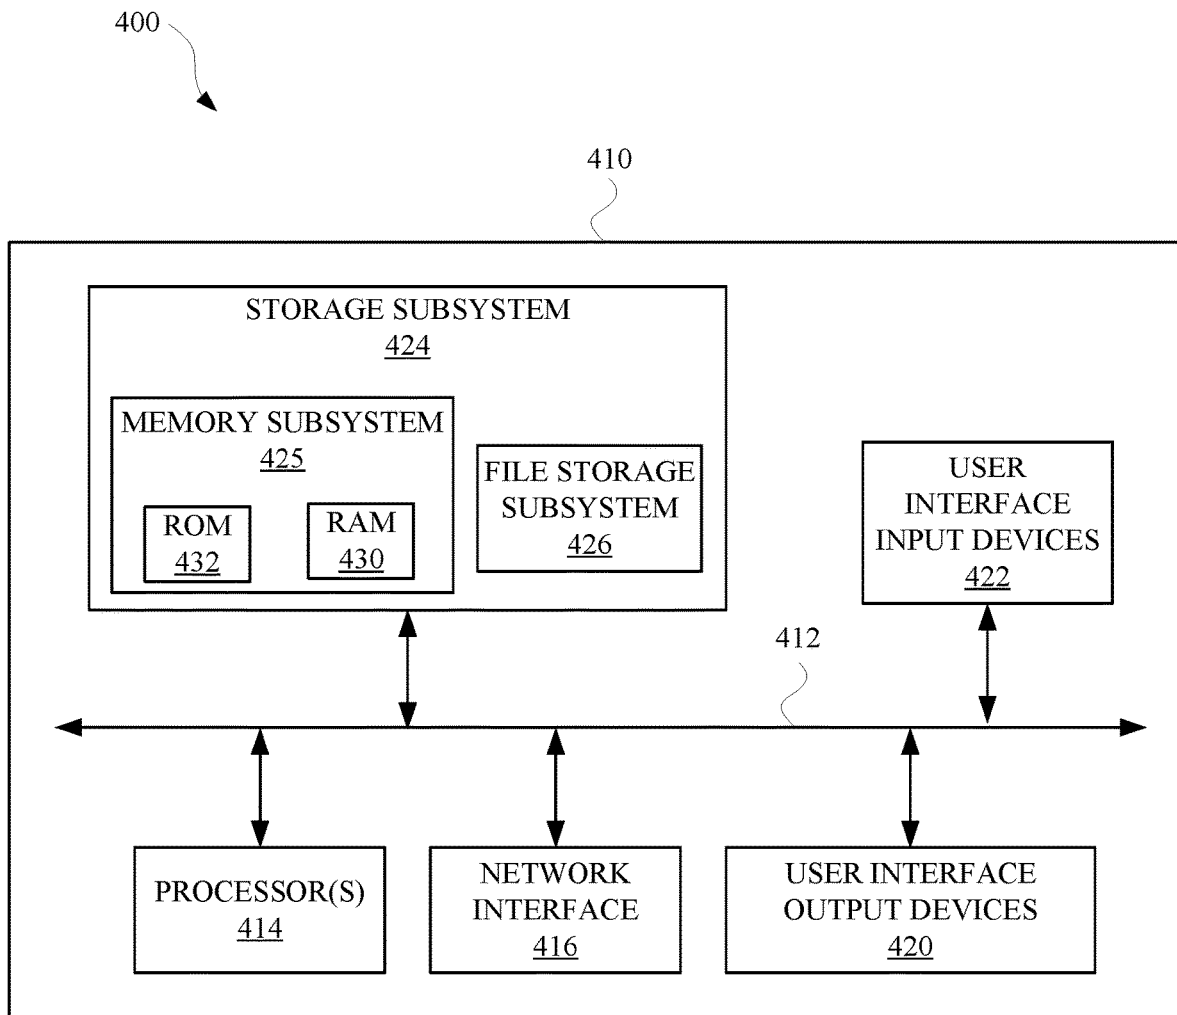 400
410
STORAGE SUBSYSTEM
424
MEMORY SUBSYSTEM
425
ROM
432
RAM
430
FILE STORAGE
SUBSYSTEM
426
USER
INTERFACE
INPUT DEVICES
422
412
PROCESSOR(S)
414
NETWORK
INTERFACE
416
USER INTERFACE
OUTPUT DEVICES
420